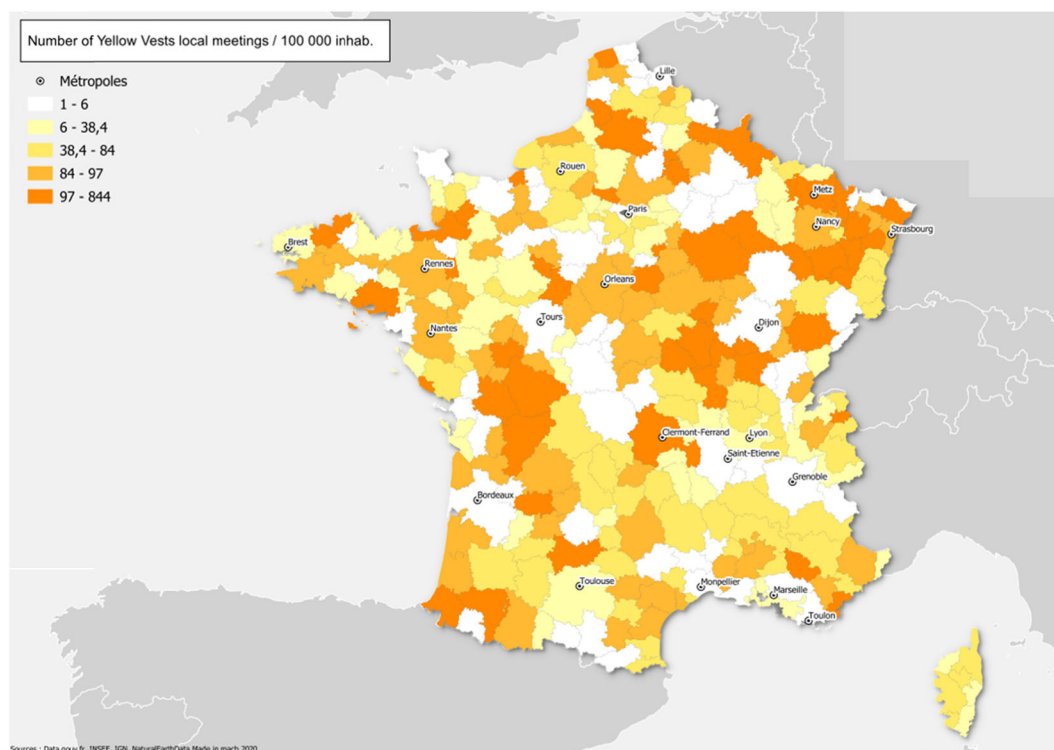 Number of Yellow Vests local meetings / 100 000 inhab.
Métropoles
1 - 6
6 - 38,4
38,4 - 84
84 - 97
97 - 844
Lille
Rouen
Metz
Paris
Nancy
Strasbourg
Brest
Rennes
Orleans
Tours
Dijon
Nantes
Clermont-Ferrand
Lyon
Saint-Etienne
Grenoble
Bordeaux
Toulouse
Monpellier
Marseille
Toulon
Sources : Data.gouv.fr, INSEE, IGN, NaturalEarthData Made in mach 2020